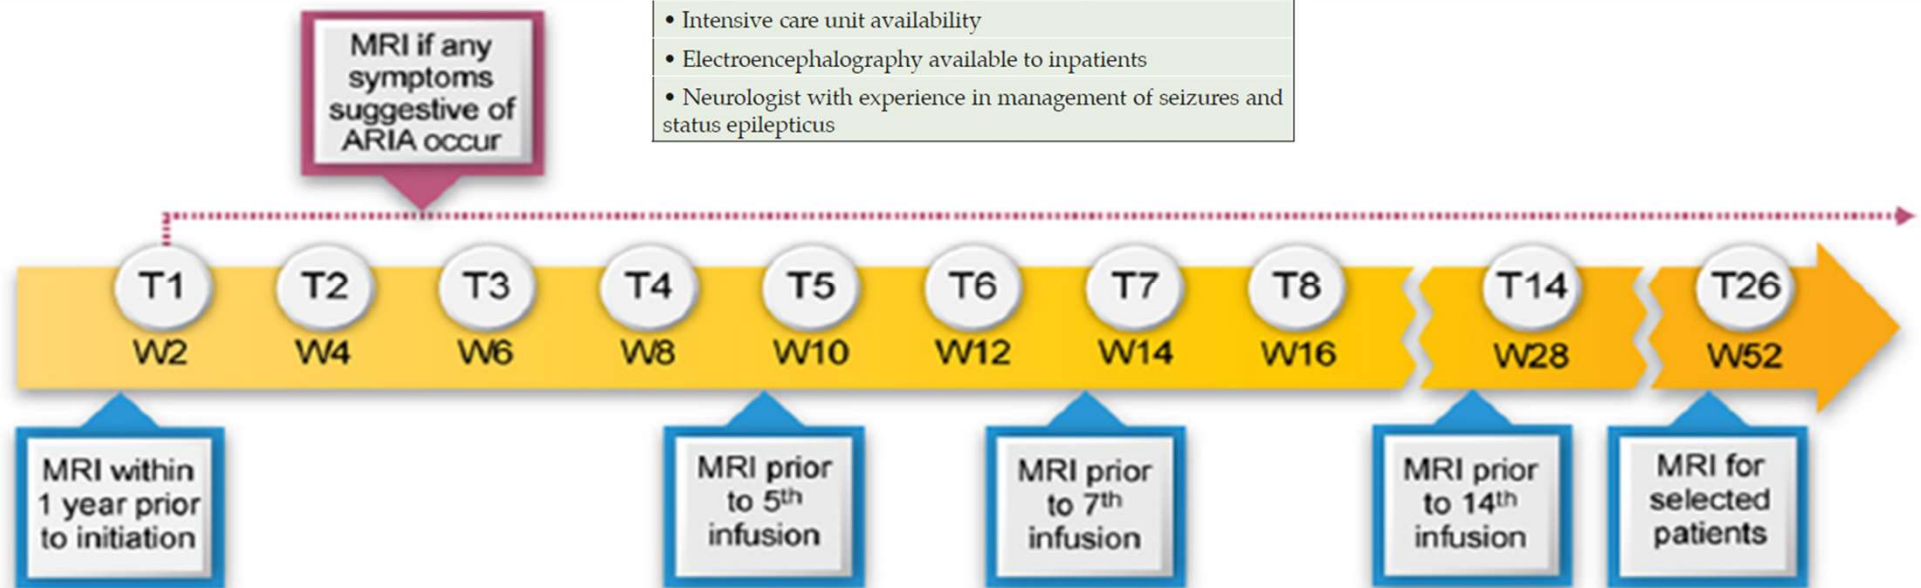 • Intensive care unit availability
• Electroencephalography available to inpatients
• Neurologist with experience in management of seizures and
status epilepticus
MRI if any
symptoms
suggestive of
ARIA occur
T1
T2
T3
T4
T5
T6
T7
T8
T14
T26
W2
W4
W6
W8
W10
W12
W14
W16
W28
W52
MRI within
1 year prior
to initiation
MRI prior
to 5th
infusion
MRI prior
to 7th
infusion
MRI prior
to 14th
infusion
MRI for
selected
patients